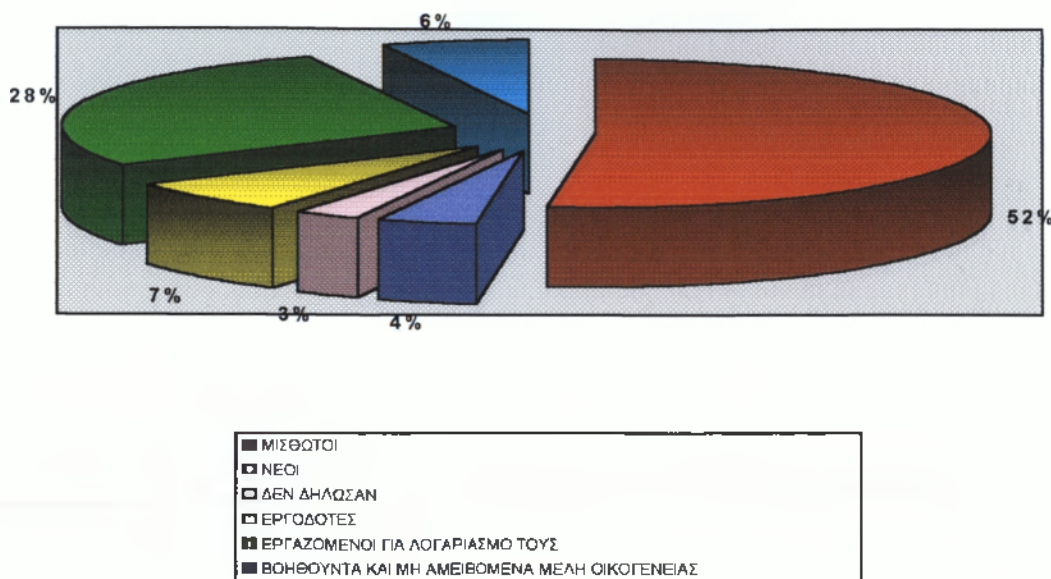 6%
28%
52%
7%
3%
4%
ΜΙΣΘΩΤΟΙ
ΝΕΟΙ
ΔΕΝ ΔΗΛΩΣΑΝ
ΕΡΓΟΔΟΤΕΣ
ΕΡΓΑΖΟΜΕΝΟΙ ΓΙΑ ΛΟΓΑΡΙΑΣΜΟ ΤΟΥΣ
ΒΟΗΘΟΥΝΤΑ ΚΑΙ ΜΗ ΑΜΕΙΒΟΜΕΝΑ ΜΕΛΗ ΟΙΚΟΓΕΝΕΙΑΣ